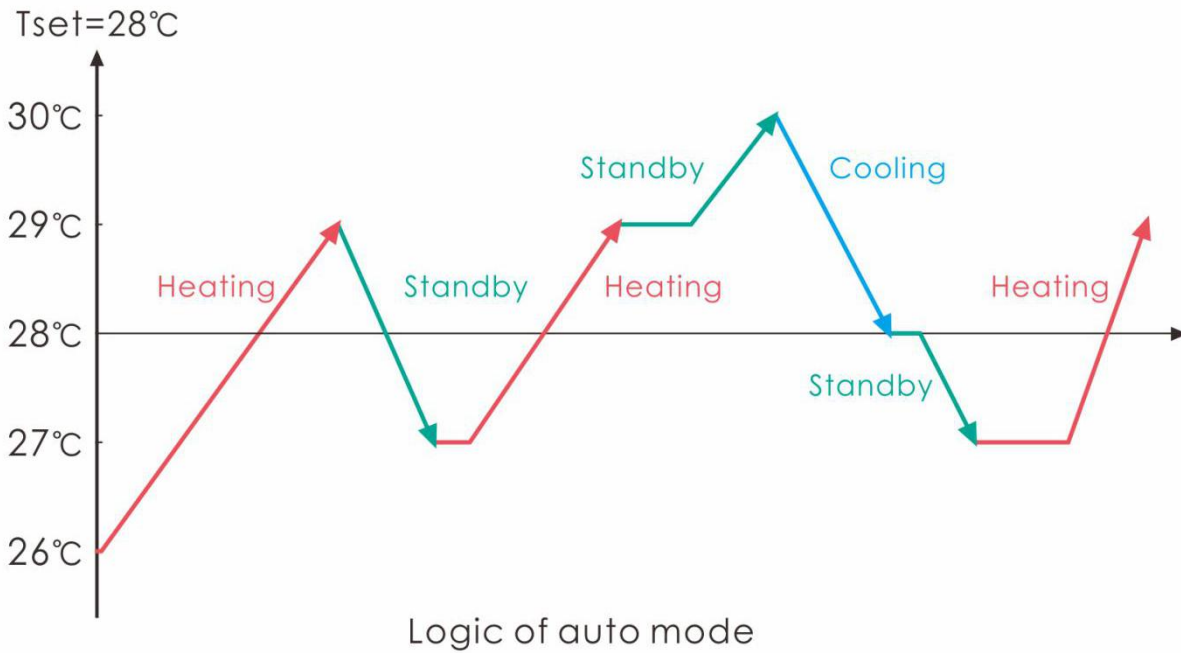 Tset=28℃
30℃
Standby
Cooling
29℃
Heating
Standby
Heating
Heating
28℃
Standby
27℃
26℃
Logic of auto mode